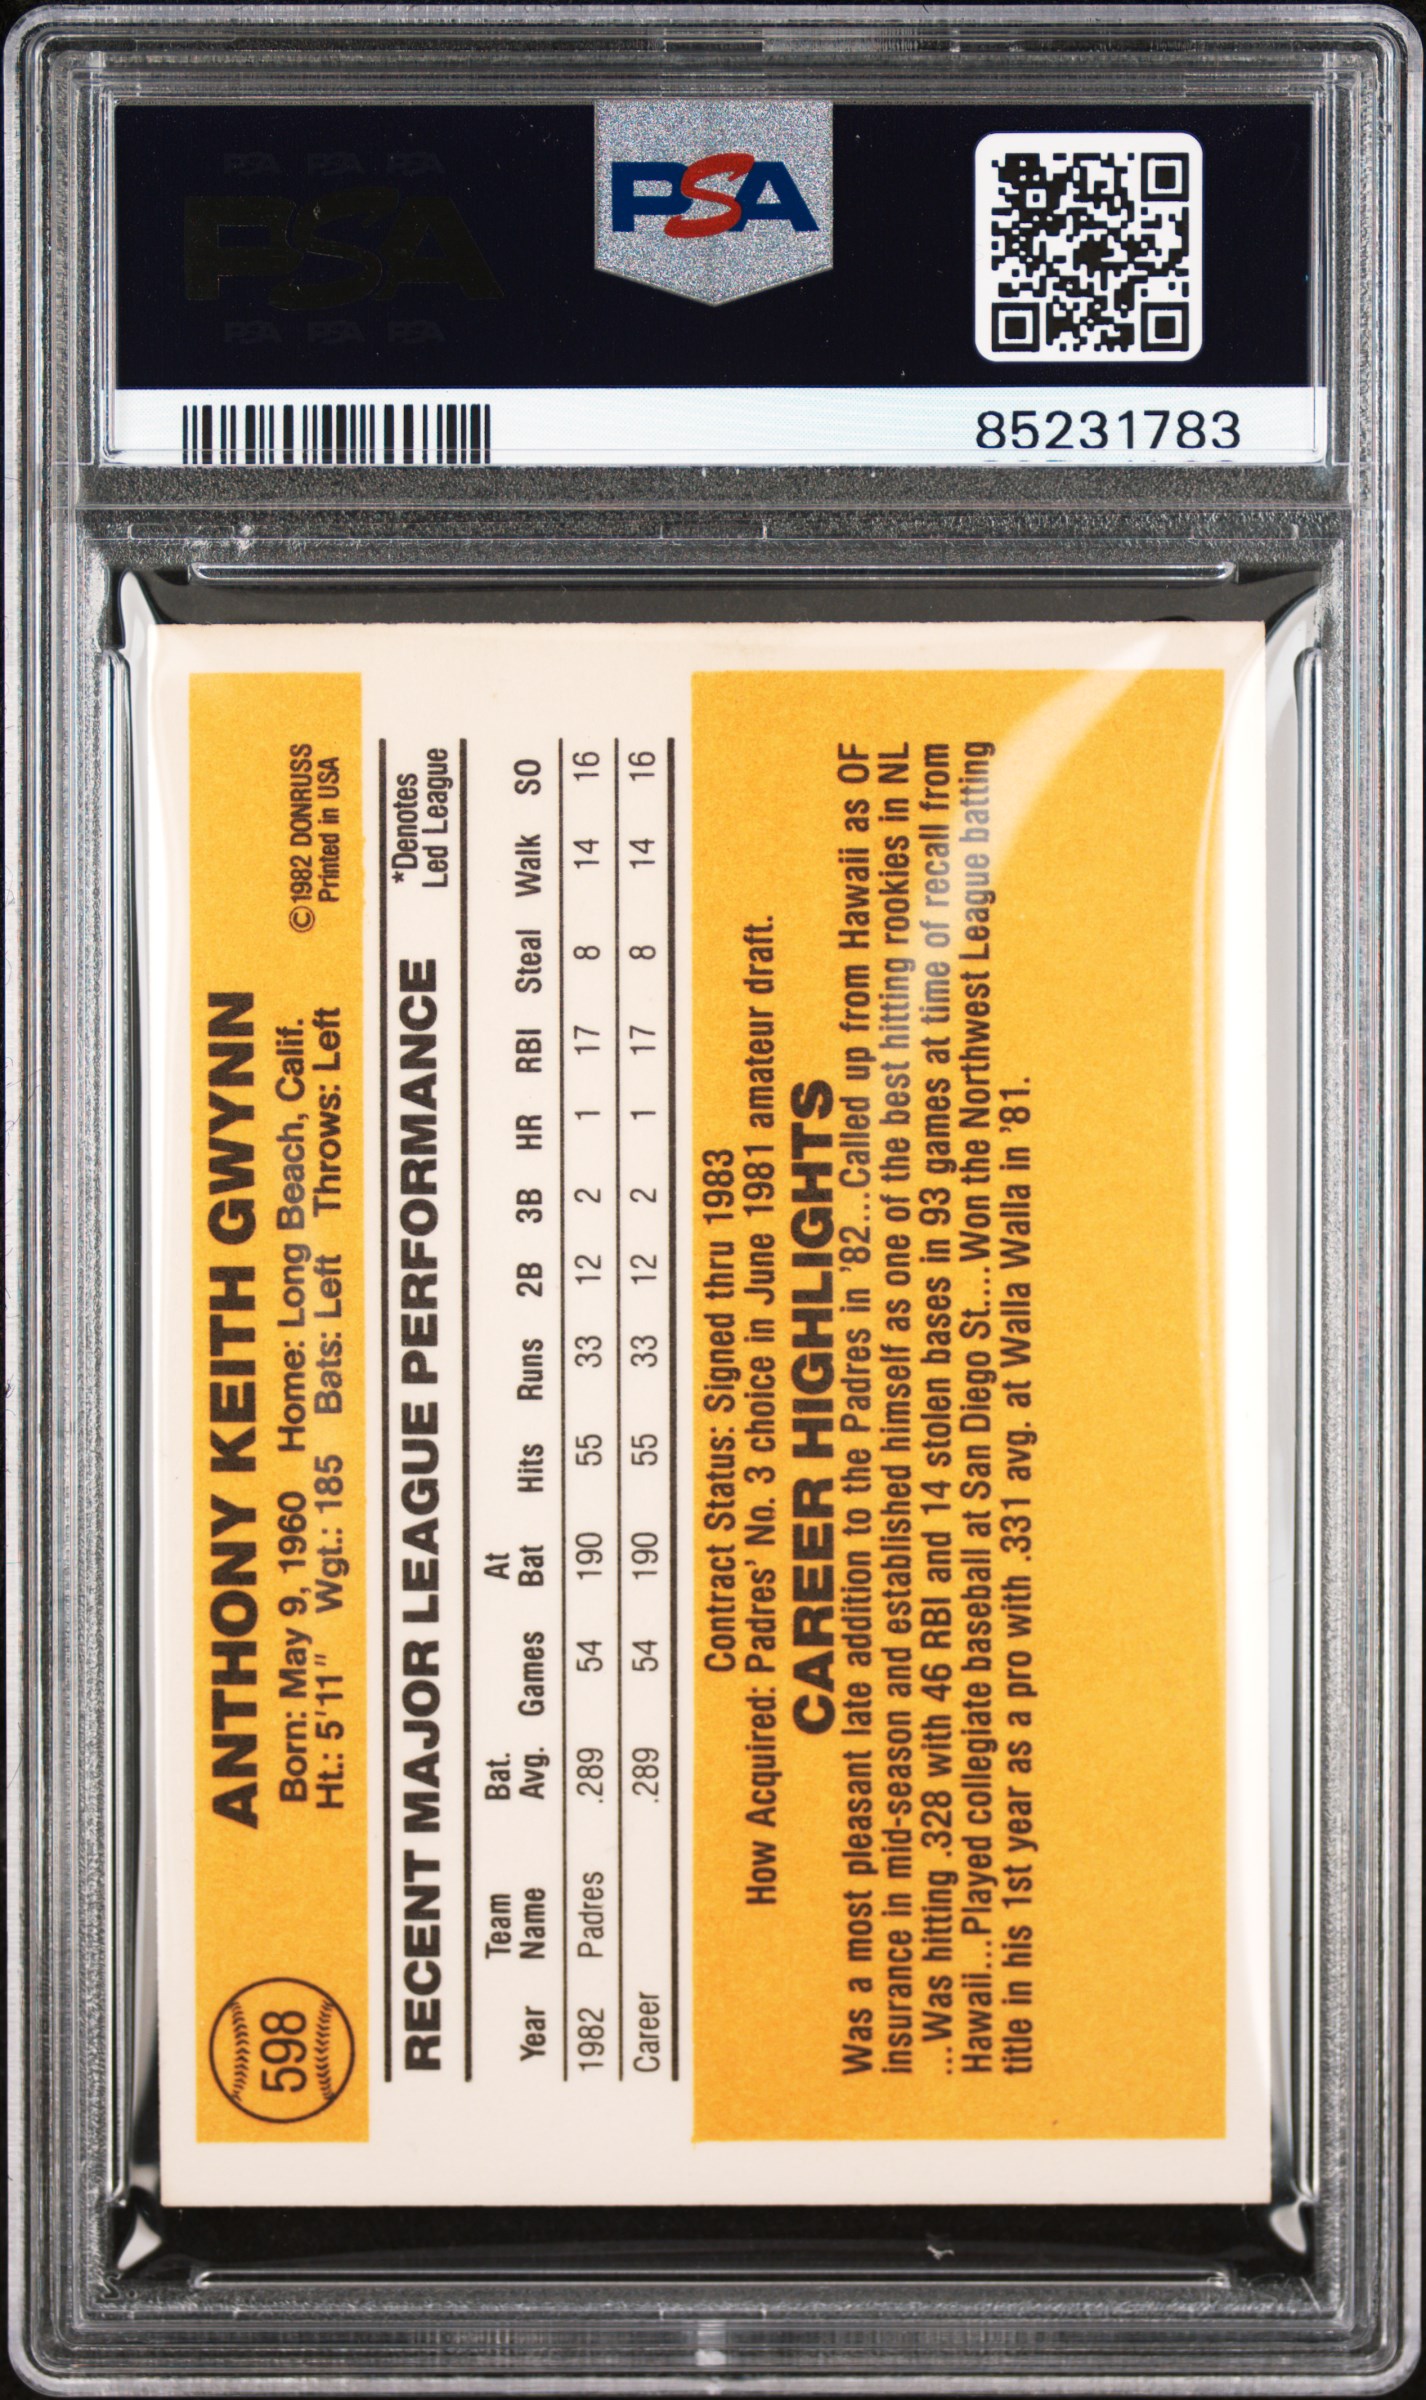 PSA PSA PSA
PSA
PSA PSA PSA
PSA
85231783
598
ANTHONY KEITH GWYNN
Born: May 9, 1960 Home: Long Beach, Calif.
Ht.: 5'11" Wgt.: 185 Bats: Left Throws: Left
©1982 DONRUSS
Printed in USA
RECENT MAJOR LEAGUE PERFORMANCE
*Denotes
Led League
Team Bat. At
Year Name Avg. Games Bat Hits Runs 2B 3B HR RBI Steal Walk SO
1982 Padres .289 54 190 55 33 12 2 1 17 8 14 16
Career .289 54 190 55 33 12 2 1 17 8 14 16
Contract Status: Signed thru 1983
How Acquired: Padres' No. 3 choice in June 1981 amateur draft.
CAREER HIGHLIGHTS
Was a most pleasant late addition to the Padres in '82...Called up from Hawaii as OF
insurance in mid-season and established himself as one of the best hitting rookies in NL
...Was hitting .328 with 46 RBI and 14 stolen bases in 93 games at time of recall from
Hawaii...Played collegiate baseball at San Diego St....Won the Northwest League batting
title in his 1st year as a pro with .331 avg. at Walla Walla in '81.